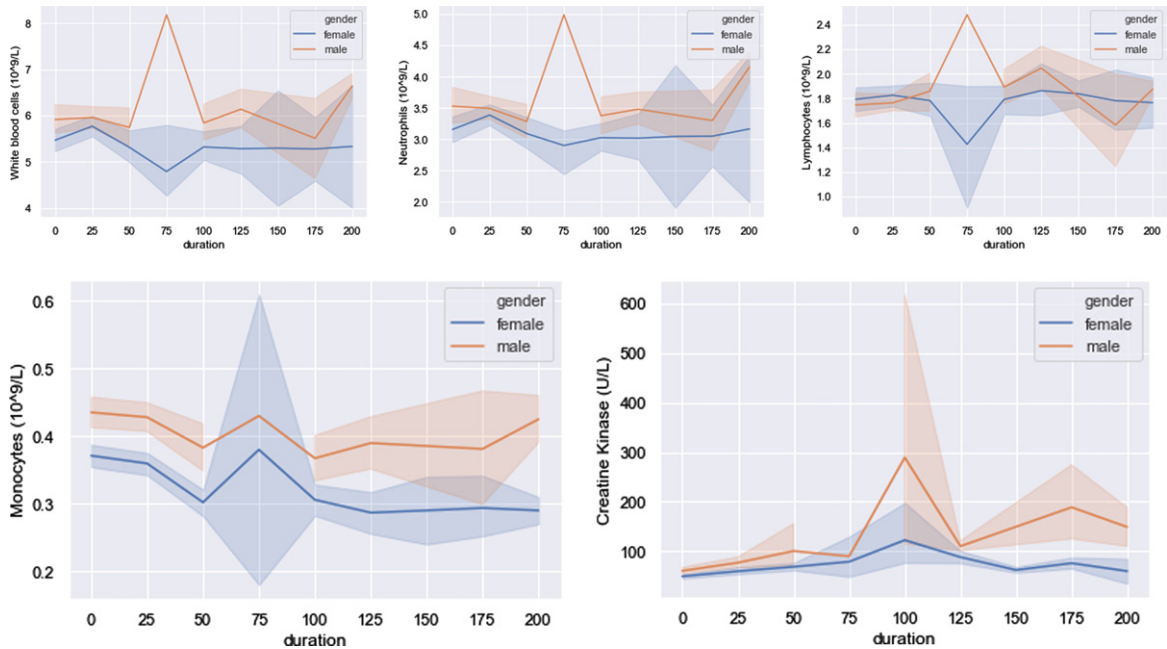 White blood cells (10^9/L)
8
7
6
5
4
gender
female
male
0 25 50 75 100 125 150 175 200
duration
Neutrophils (10^9/L)
5.0
4.5
4.0
3.5
3.0
2.5
2.0
gender
female
male
0 25 50 75 100 125 150 175 200
duration
Lymphocytes (10^9/L)
2.4
2.2
2.0
1.8
1.6
1.4
1.2
1.0
gender
female
male
0 25 50 75 100 125 150 175 200
duration
Monocytes (10^9/L)
0.6
0.5
0.4
0.3
0.2
gender
female
male
0 25 50 75 100 125 150 175 200
duration
Creatine Kinase (U/L)
600
500
400
300
200
100
gender
female
male
0 25 50 75 100 125 150 175 200
duration